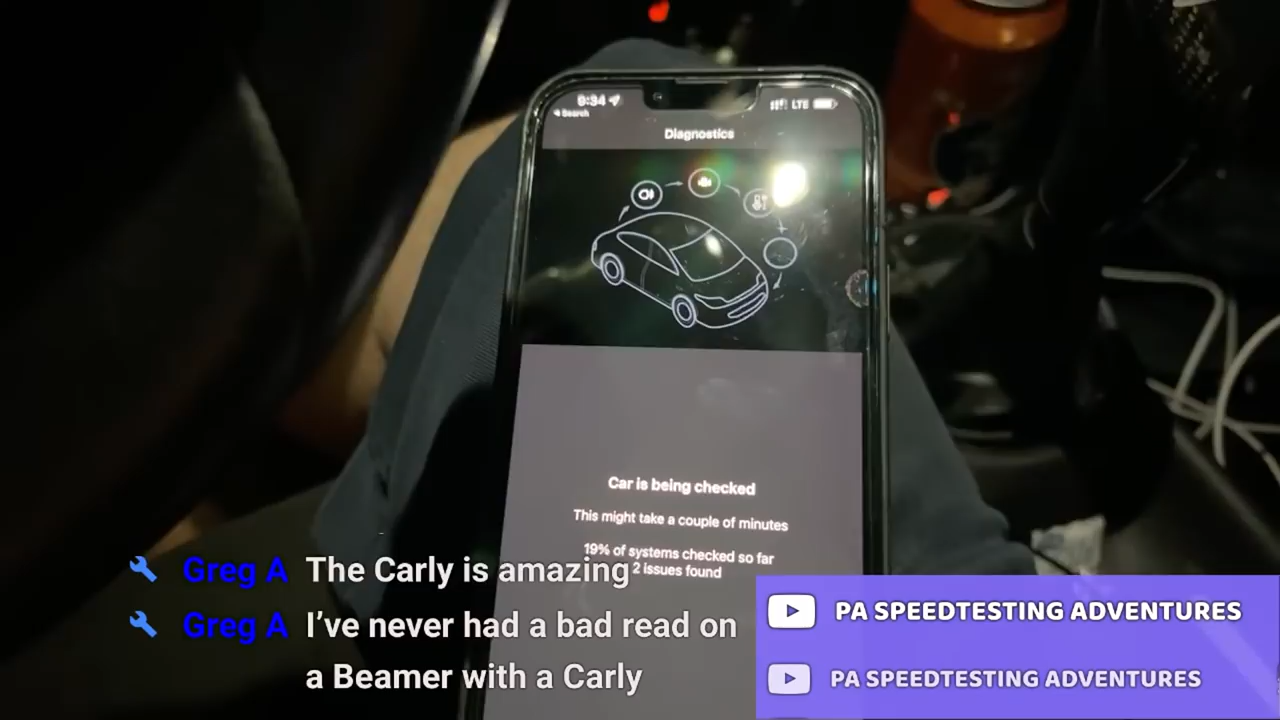 9:34
LTE
Search
Diagnostics
Car is being checked
This might take a couple of minutes
19% of systems checked so far
2 issues found
Greg A The Carly is amazing
Greg A I've never had a bad read on
a Beamer with a Carly
PA SPEEDTESTING ADVENTURES
PA SPEEDTESTING ADVENTURES